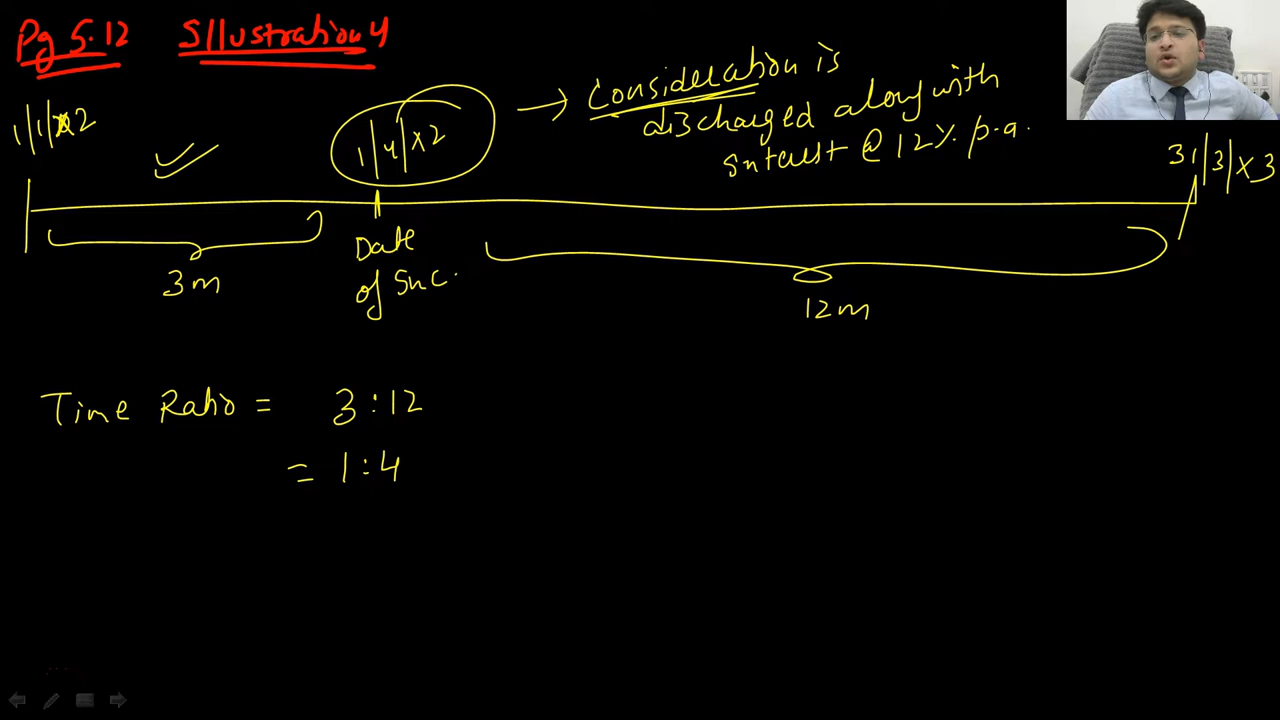 Pg 5.12 Illustration 4
1/1/x2
1/4/x2 → Consideration is
discharged along with
Interest @ 12% p.a.
31/3/x3
3m
Date
of Inc.
12m
Time Ratio = 3:12
= 1:4